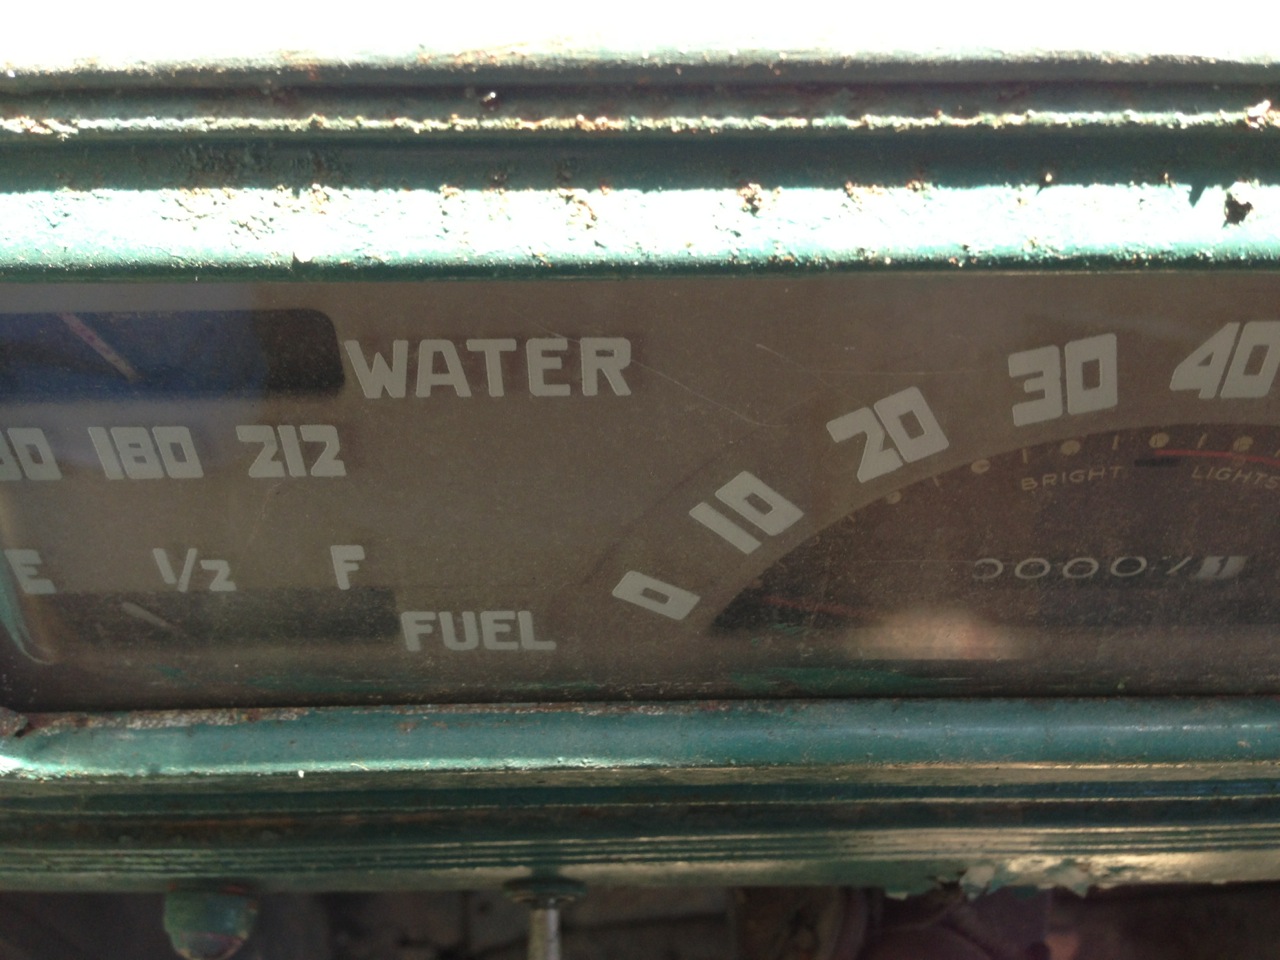 WATER
180 212
E 1/2 F
FUEL
0 10 20 30 40
BRIGHT LIGHTS